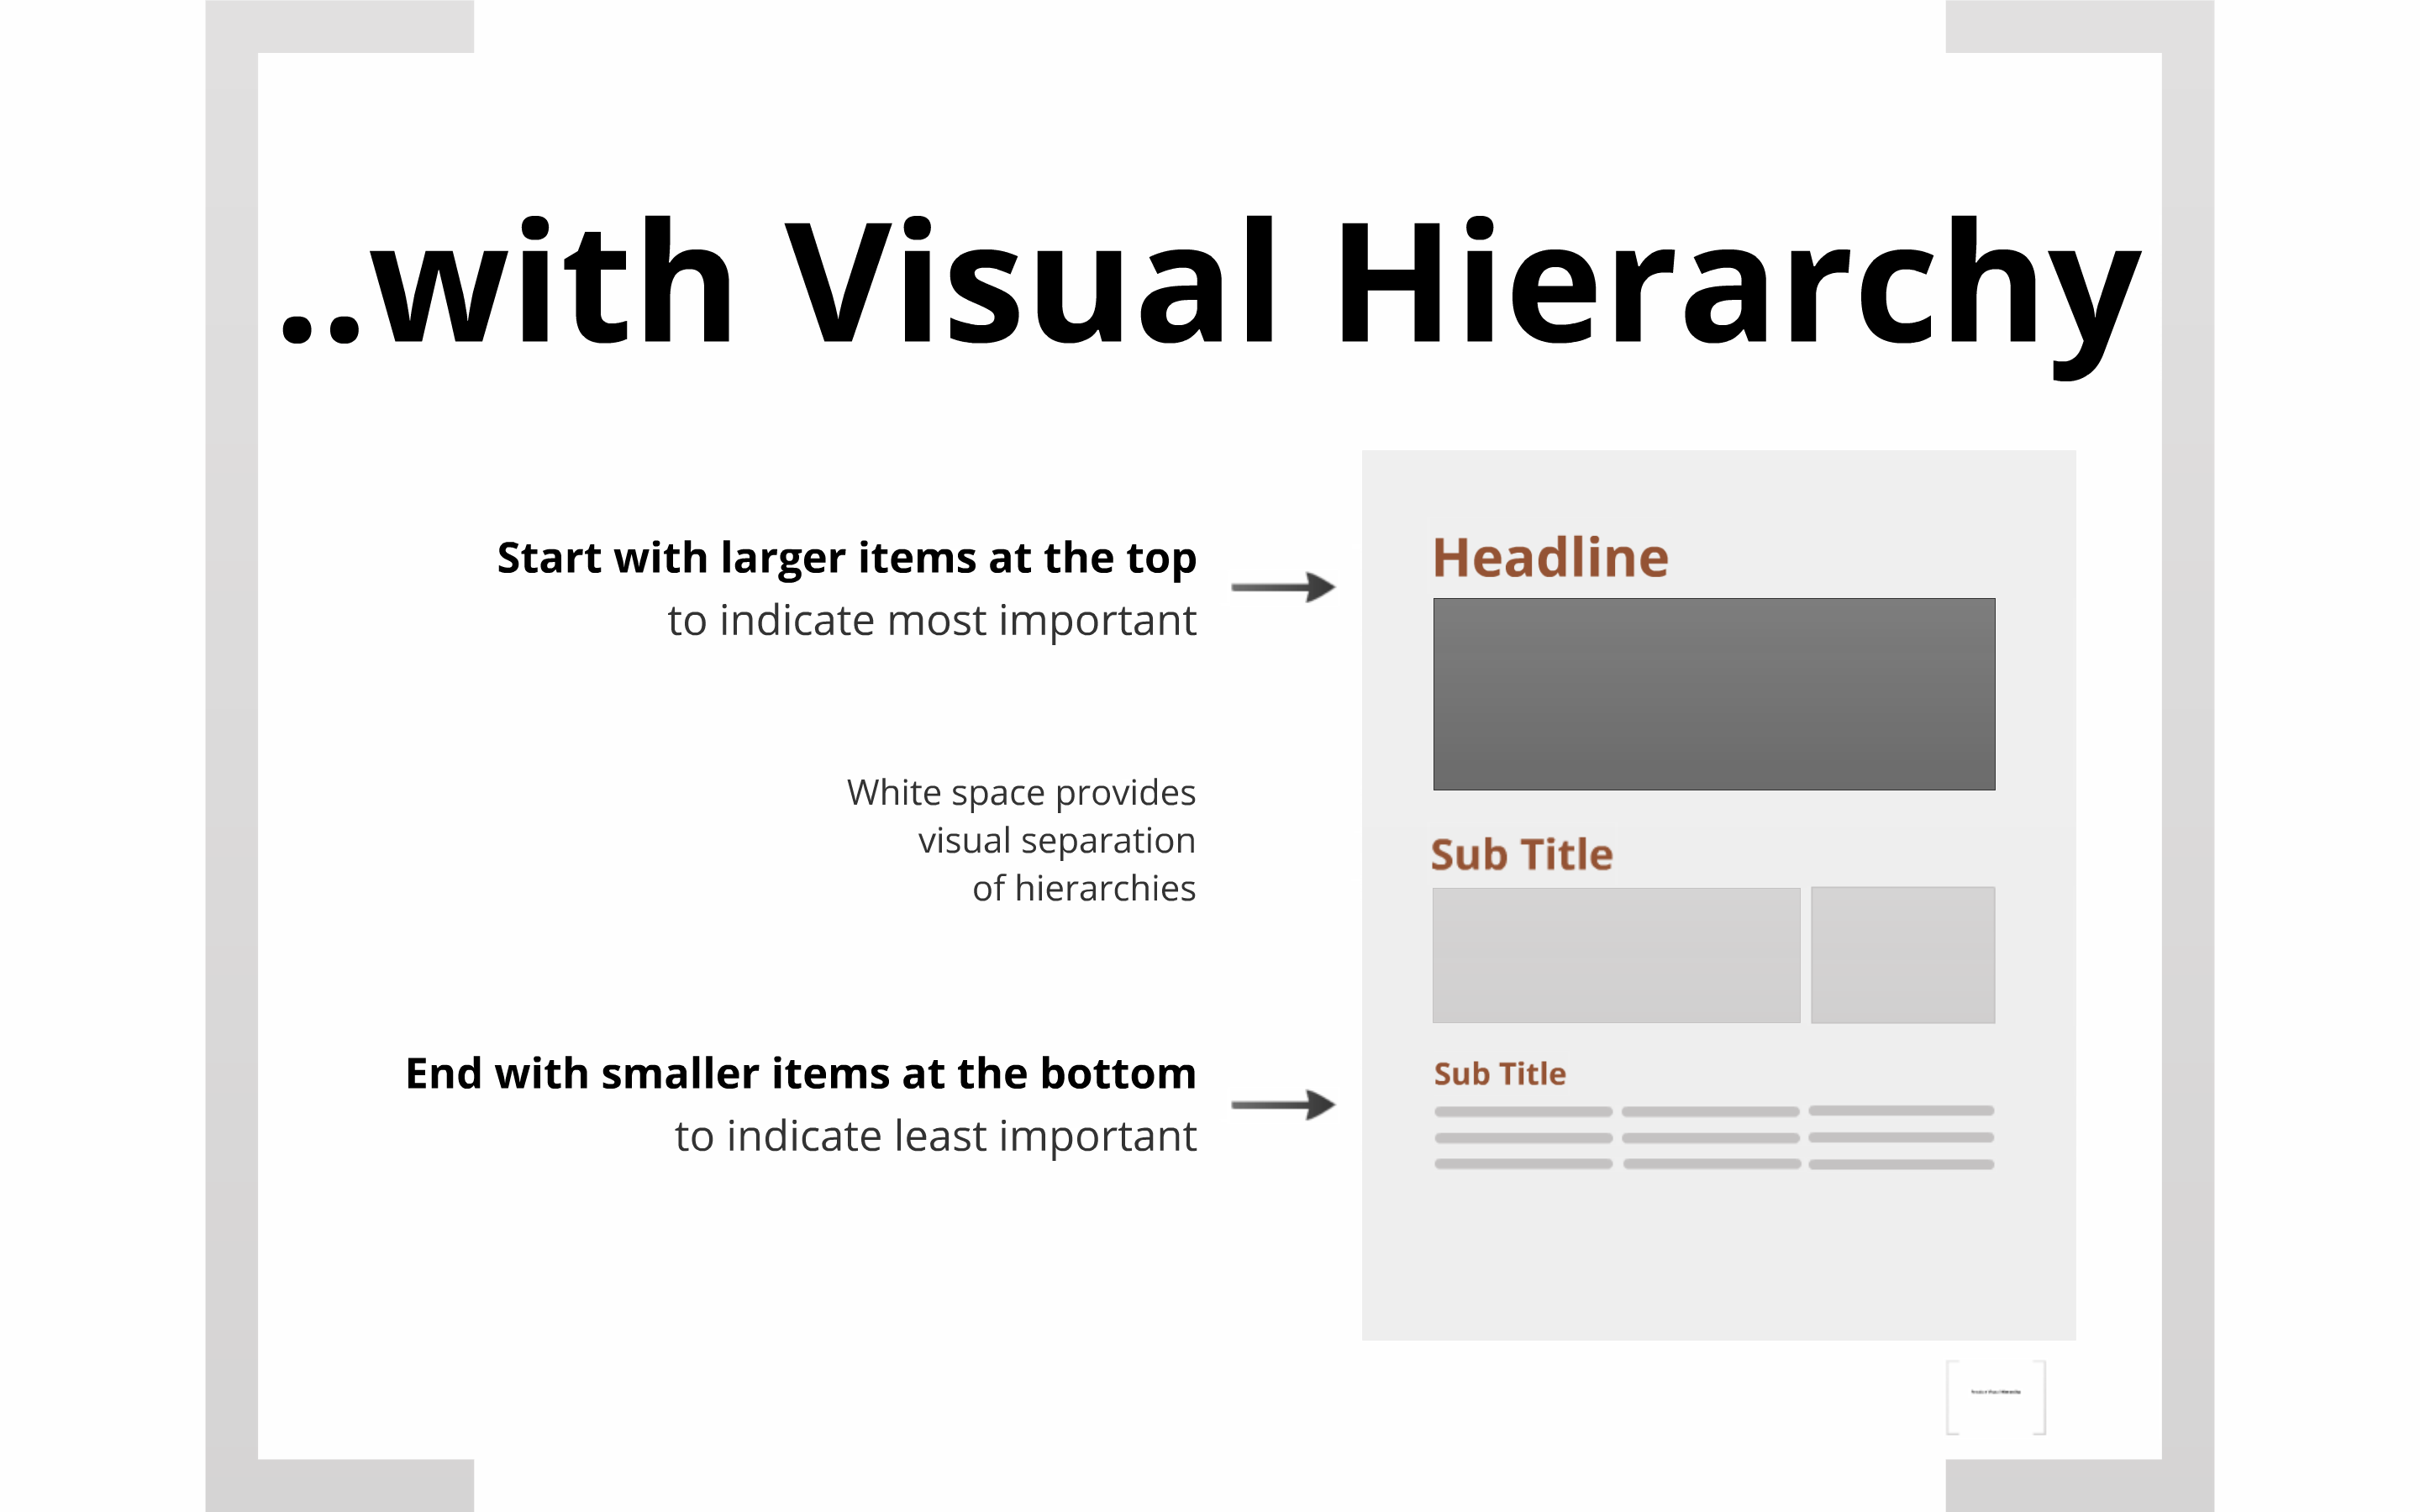 ..with Visual Hierarchy
Start with larger items at the top
to indicate most important
White space provides
visual separation
of hierarchies
End with smaller items at the bottom
to indicate least important
Headline
Sub Title
Sub Title